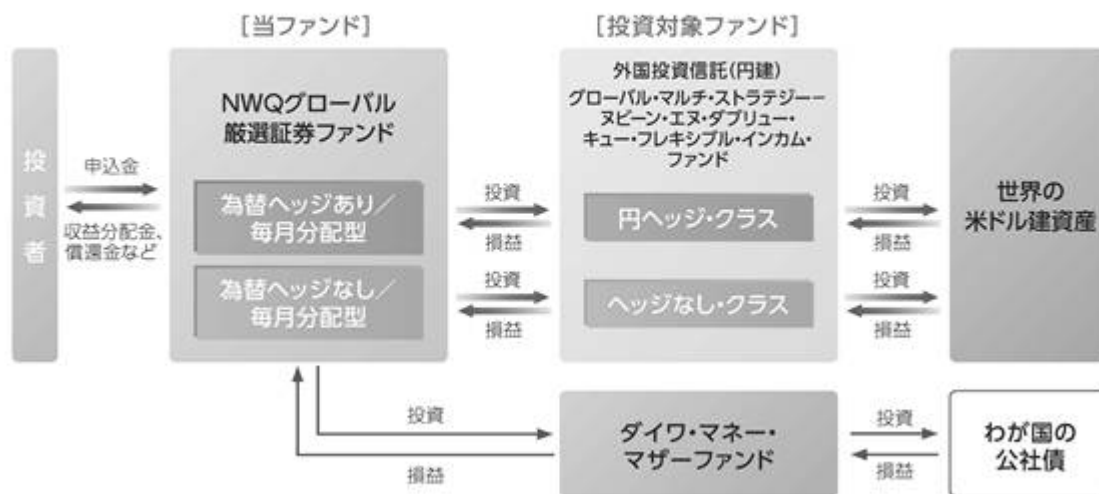 [当ファンド]
[投資対象ファンド]
投資者
申込金
収益分配金、
償還金など
NWQグローバル
厳選証券ファンド
為替ヘッジあり／
毎月分配型
為替ヘッジなし／
毎月分配型
投資
損益
投資
損益
外国投資信託(円建)
グローバル・マルチ・ストラテジー－
ヌビーン・エヌ・ダブリュー・
キュー・フレキシブル・インカム・
ファンド
円ヘッジ・クラス
ヘッジなし・クラス
投資
損益
投資
損益
世界の
米ドル建資産
投資
損益
ダイワ・マネー・
マザーファンド
投資
損益
わが国の
公社債